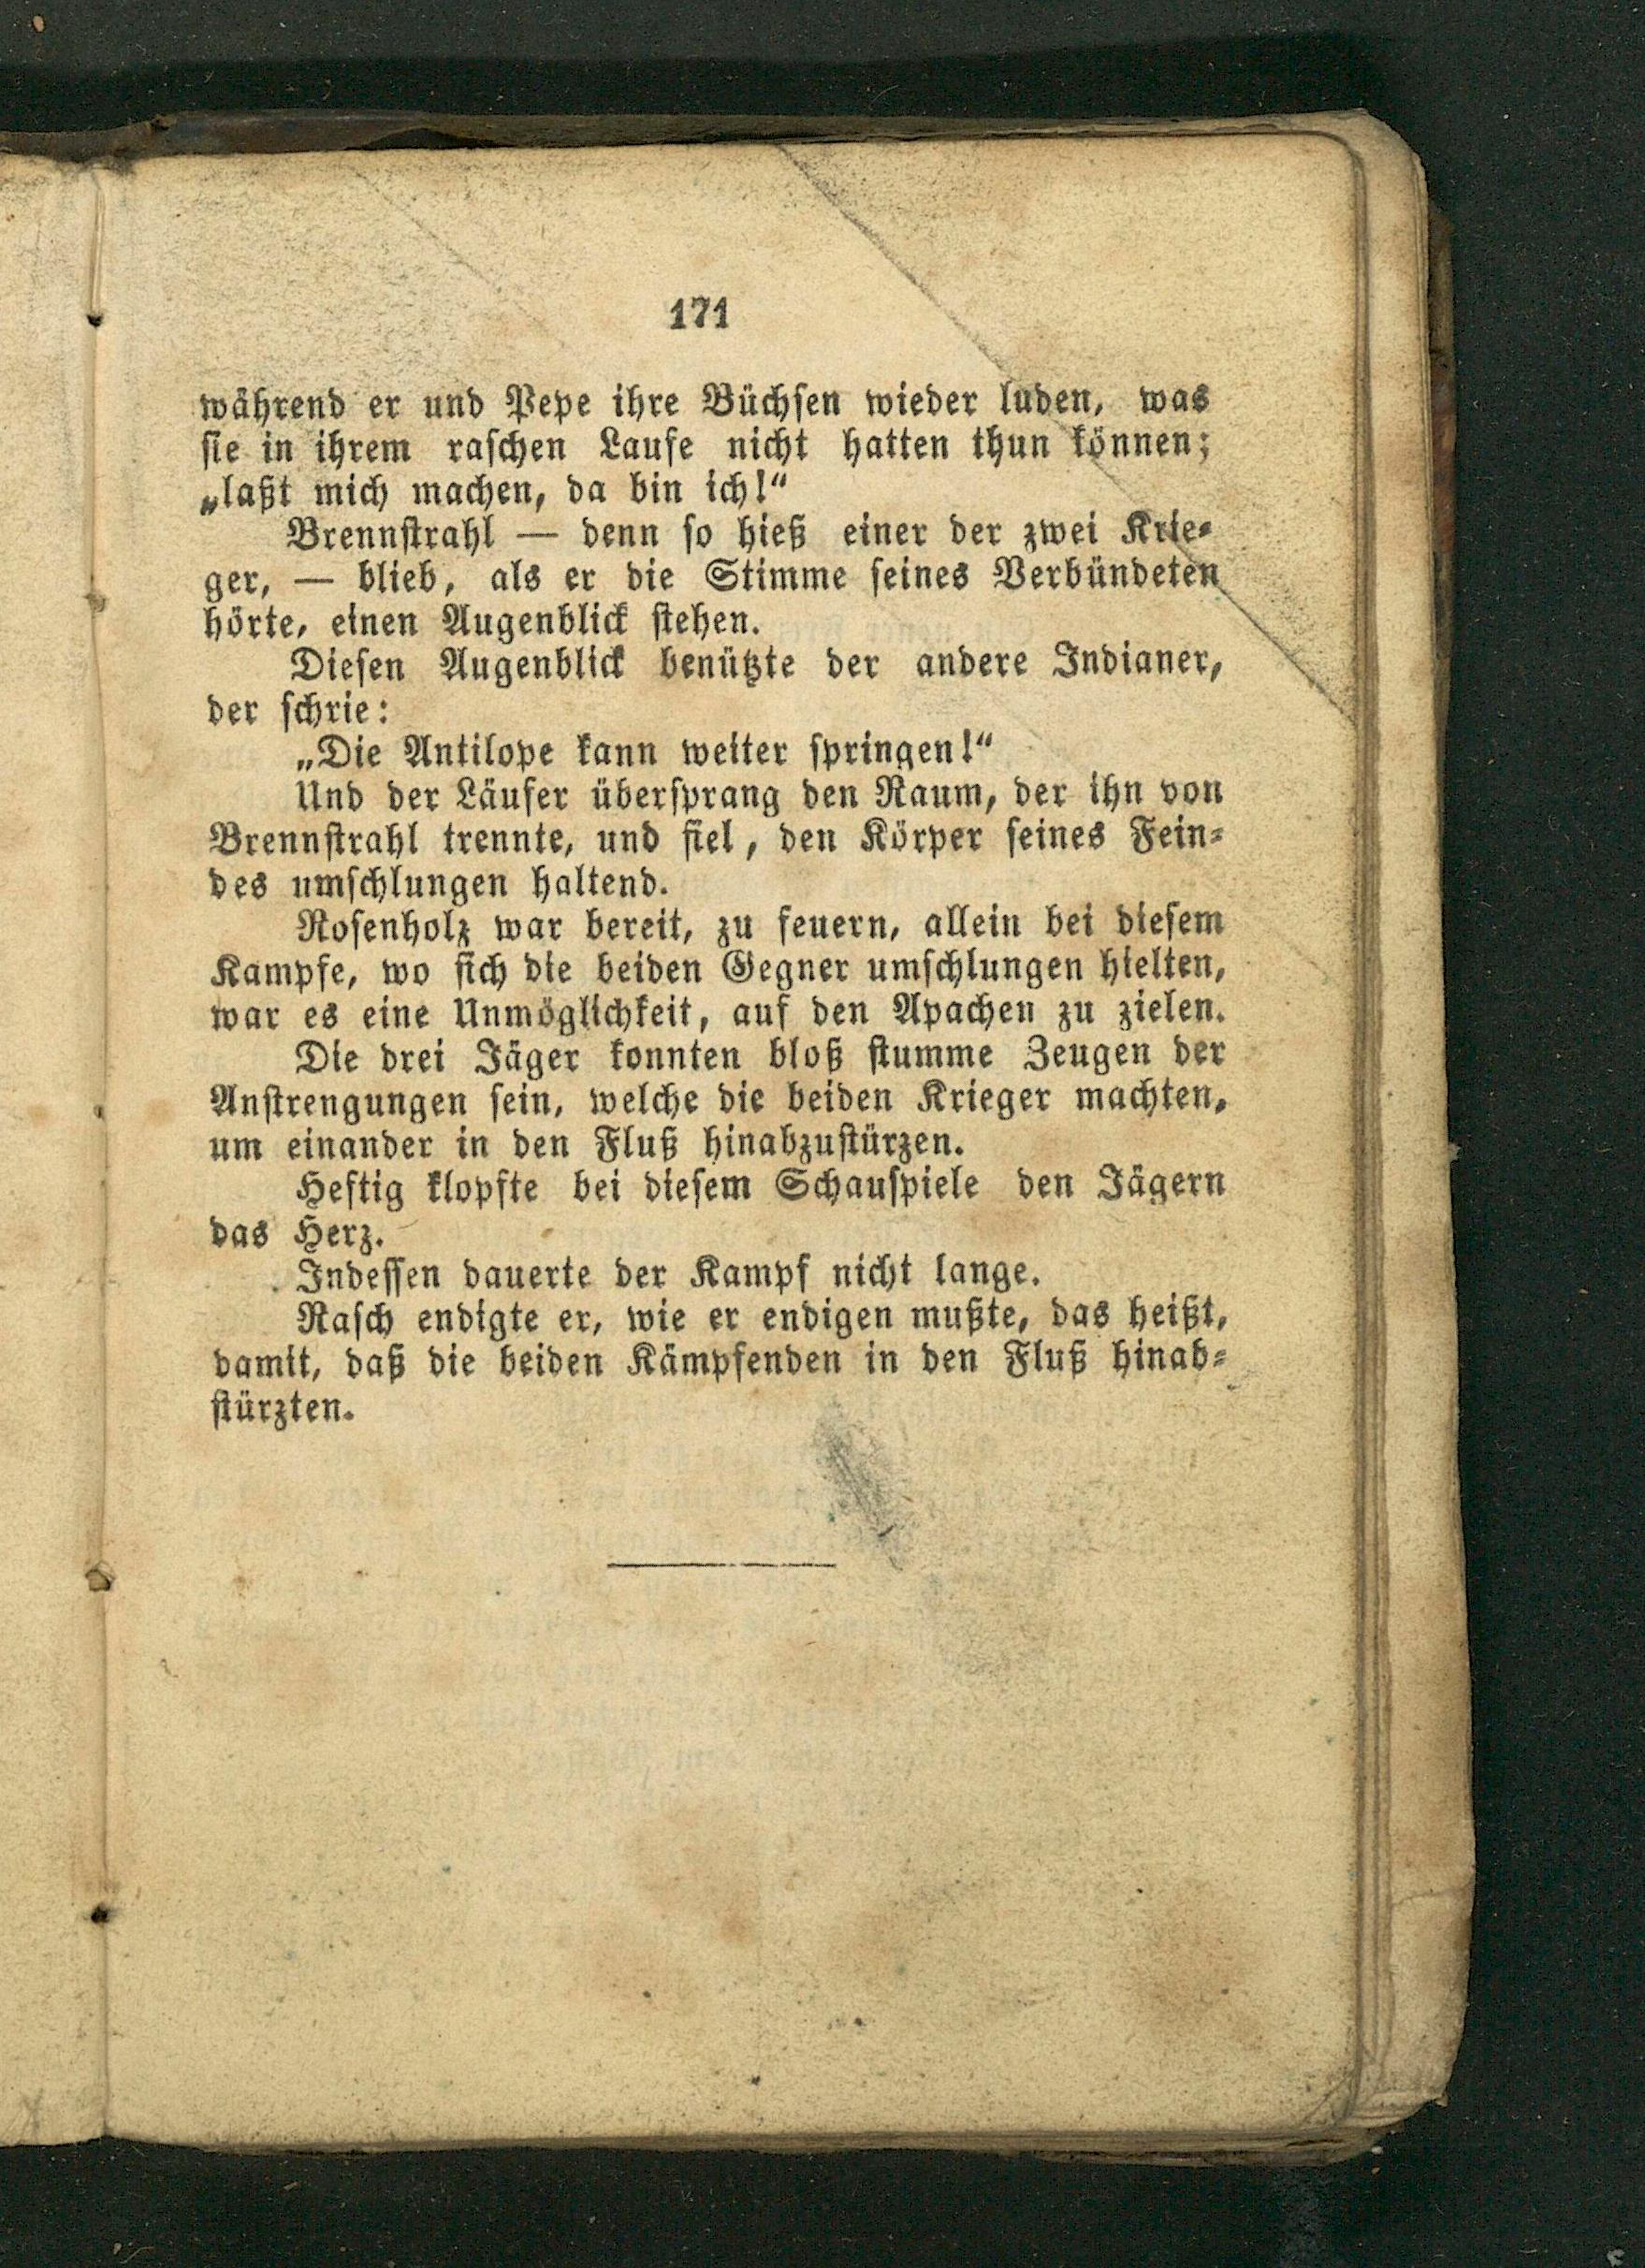 171
während er und Pepe ihre Büchsen wieder luden, was
sie in ihrem raschen Laufe nicht hatten thun können;
„laßt mich machen, da bin ich!“
Brennstrahl — denn so hieß einer der zwei Krie-
ger, — blieb, als er die Stimme seines Verbündeten
hörte, einen Augenblick stehen.
Diesen Augenblick benützte der andere Indianer,
der schrie:
„Die Antilope kann weiter springen!“
Und der Läufer übersprang den Raum, der ihn von
Brennstrahl trennte, und fiel, den Körper seines Fein-
des umschlungen haltend.
Rosenholz war bereit, zu feuern, allein bei diesem
Kampfe, wo sich die beiden Gegner umschlungen hielten,
war es eine Unmöglichkeit, auf den Apachen zu zielen.
Die drei Jäger konnten bloß stumme Zeugen der
Anstrengungen sein, welche die beiden Krieger machten,
um einander in den Fluß hinabzustürzen.
Heftig klopfte bei diesem Schauspiele den Jägern
das Herz.
Indessen dauerte der Kampf nicht lange.
Rasch endigte er, wie er endigen mußte, das heißt,
damit, daß die beiden Kämpfenden in den Fluß hinab-
stürzten.